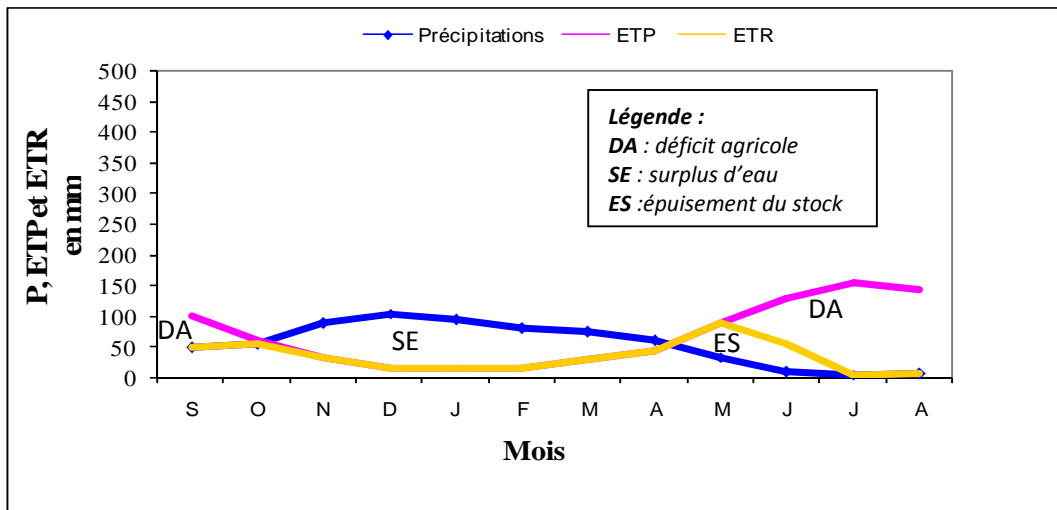 Précipitations ETP ETR
P, ETP et ETR
en mm
500
450
400
350
300
250
200
150
100
50
0
Légende :
DA : déficit agricole
SE : surplus d'eau
ES :épuisement du stock
DA
SE
ES
DA
S O N D J F M A M J J A
Mois